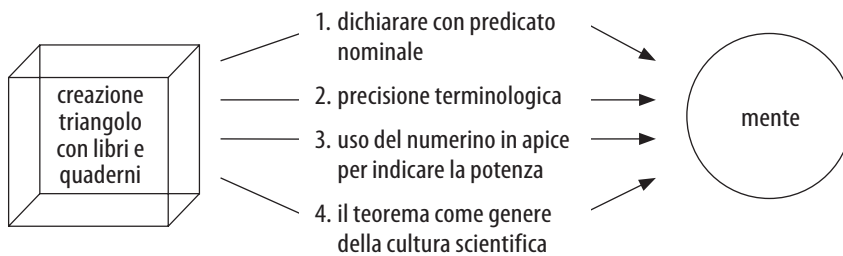 creazione
triangolo
con libri e
quaderni
1. dichiarare con predicato
nominale
2. precisione terminologica
3. uso del numerino in apice
per indicare la potenza
4. il teorema come genere
della cultura scientifica
mente